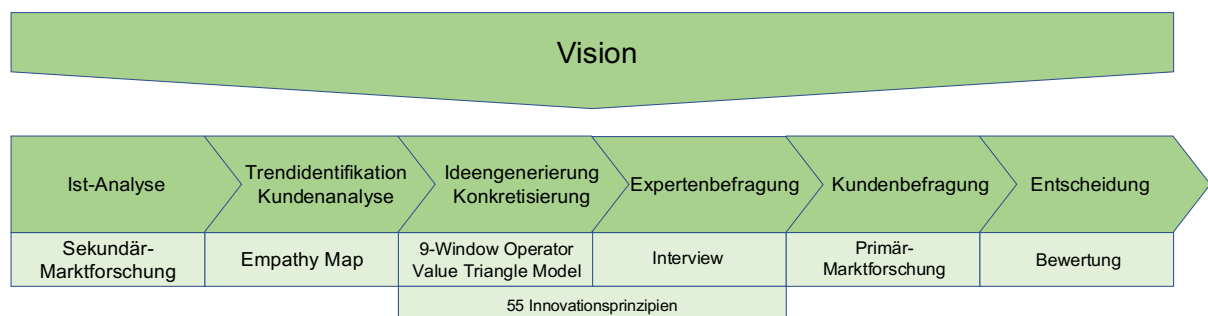 Vision
Ist-Analyse
Trendidentifikation
Kundenanalyse
Ideengenerierung
Konkretisierung
Expertenbefragung
Kundenbefragung
Entscheidung
Sekundär-
Marktforschung
Empathy Map
9-Window Operator
Value Triangle Model
Interview
Primär-
Marktforschung
Bewertung
55 Innovationsprinzipien